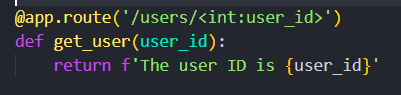 @app.route('/users/<int:user_id>')
def get_user(user_id):
    return f'The user ID is {user_id}'